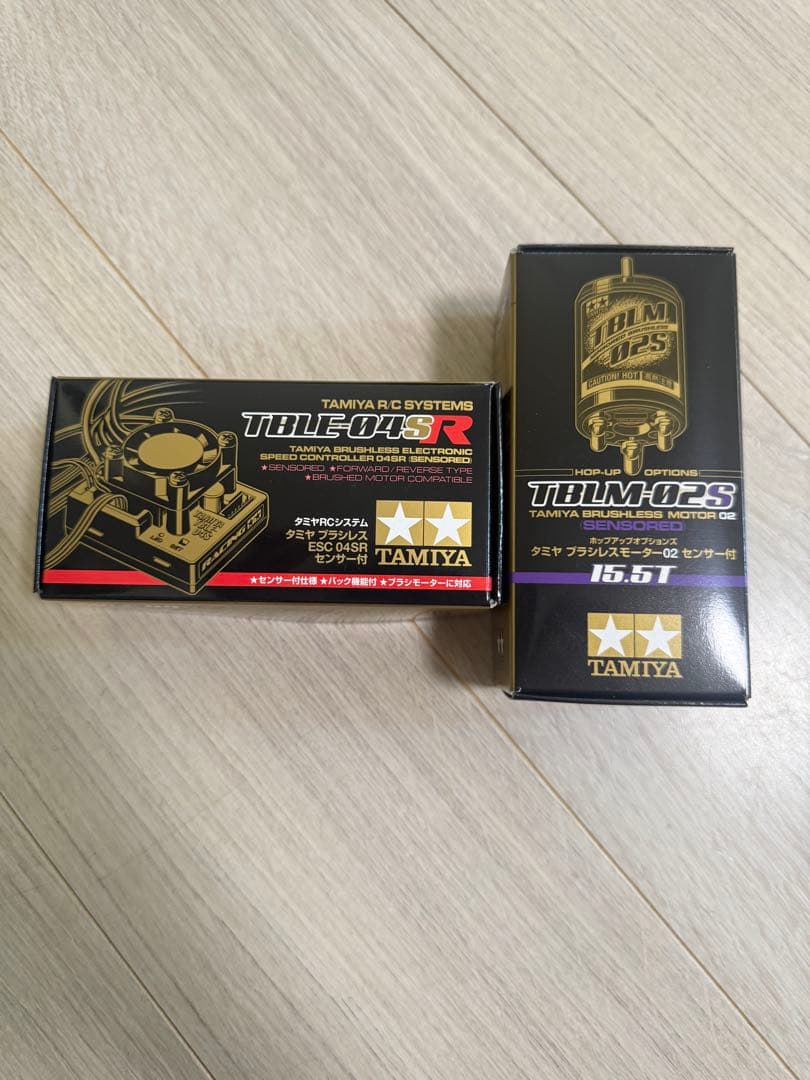 TAMIYA R/C SYSTEMS
TBLE-04SR
TAMIYA BRUSHLESS ELECTRONIC
SPEED CONTROLLER 04SR (SENSORED)
★SENSORED ★FORWARD/REVERSE TYPE
★BRUSHED MOTOR COMPATIBLE
タミヤRCシステム
タミヤ ブラシレス
ESC 04SR
センサー付
TAMIYA
RACING
★センサー付仕様 ★バック機能付 ★ブラシモーターに対応
TBLM
02S
CAUTION! HOT
HOP-UP OPTIONS
TBLM-02S
TAMIYA BRUSHLESS MOTOR 02
(SENSORED)
ホップアップオプションズ
タミヤ ブラシレスモーター02 センサー付
15.5T
TAMIYA